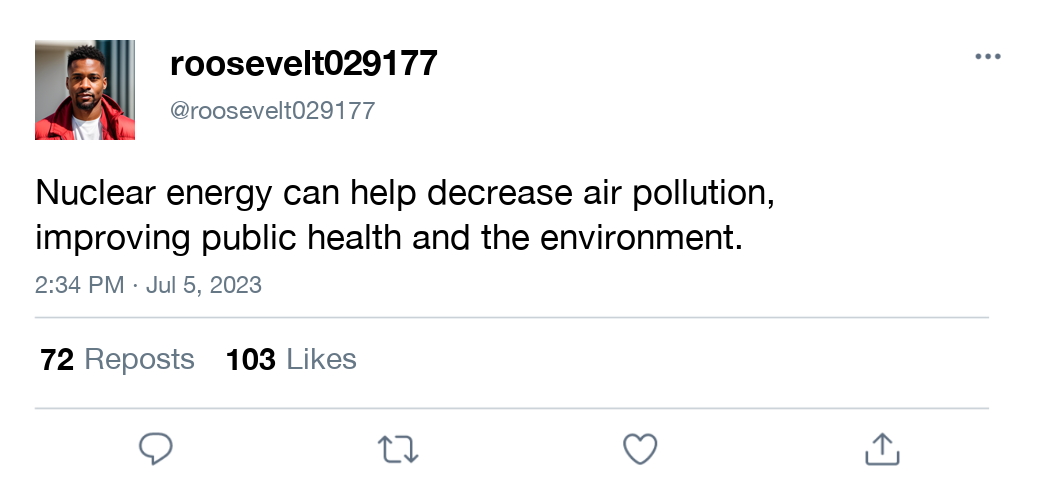 roosevelt029177
@roosevelt029177
Nuclear energy can help decrease air pollution,
improving public health and the environment.
2:34 PM · Jul 5, 2023
72 Reposts 103 Likes